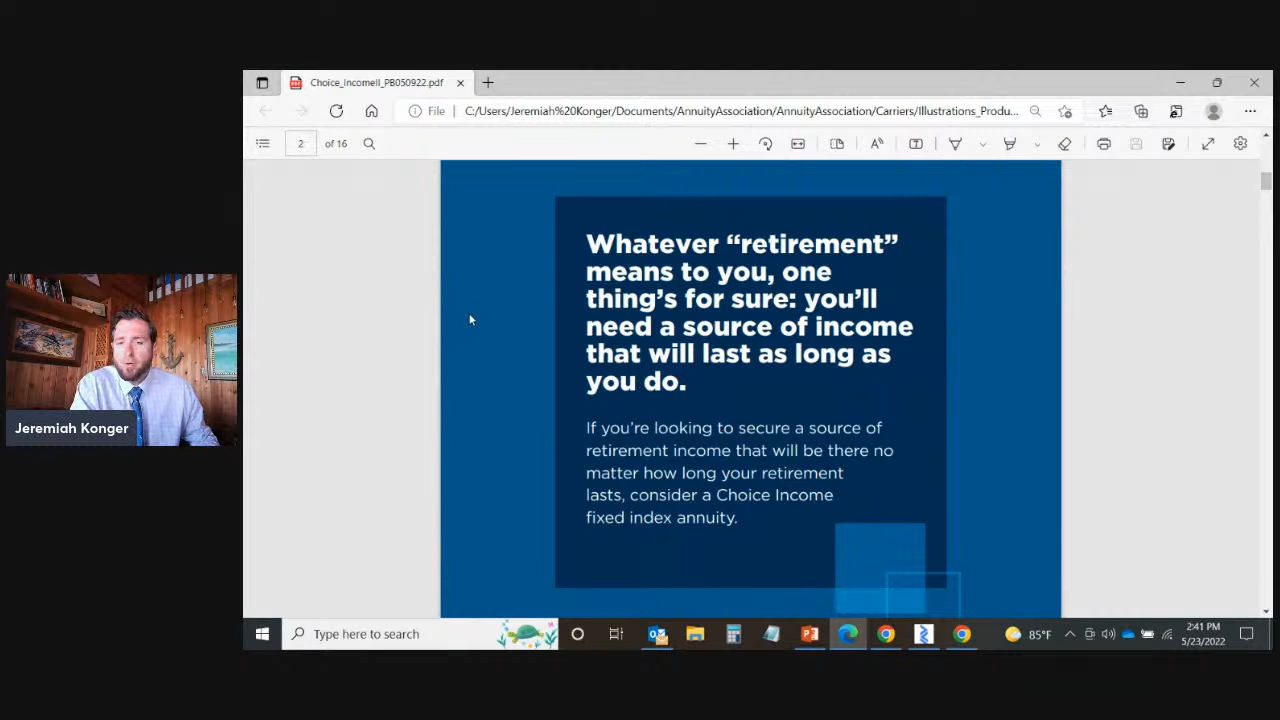 Choice_IncomeII_PB050922.pdf
File
C:/Users/Jeremiah%20Konger/Documents/AnnuityAssociation/AnnuityAssociation/Carriers/Illustrations_Produ...
2 of 16
Whatever “retirement”
means to you, one
thing’s for sure: you’ll
need a source of income
that will last as long as
you do.
If you’re looking to secure a source of
retirement income that will be there no
matter how long your retirement
lasts, consider a Choice Income
fixed index annuity.
Jeremiah Konger
Type here to search
85°F
2:41 PM
5/23/2022